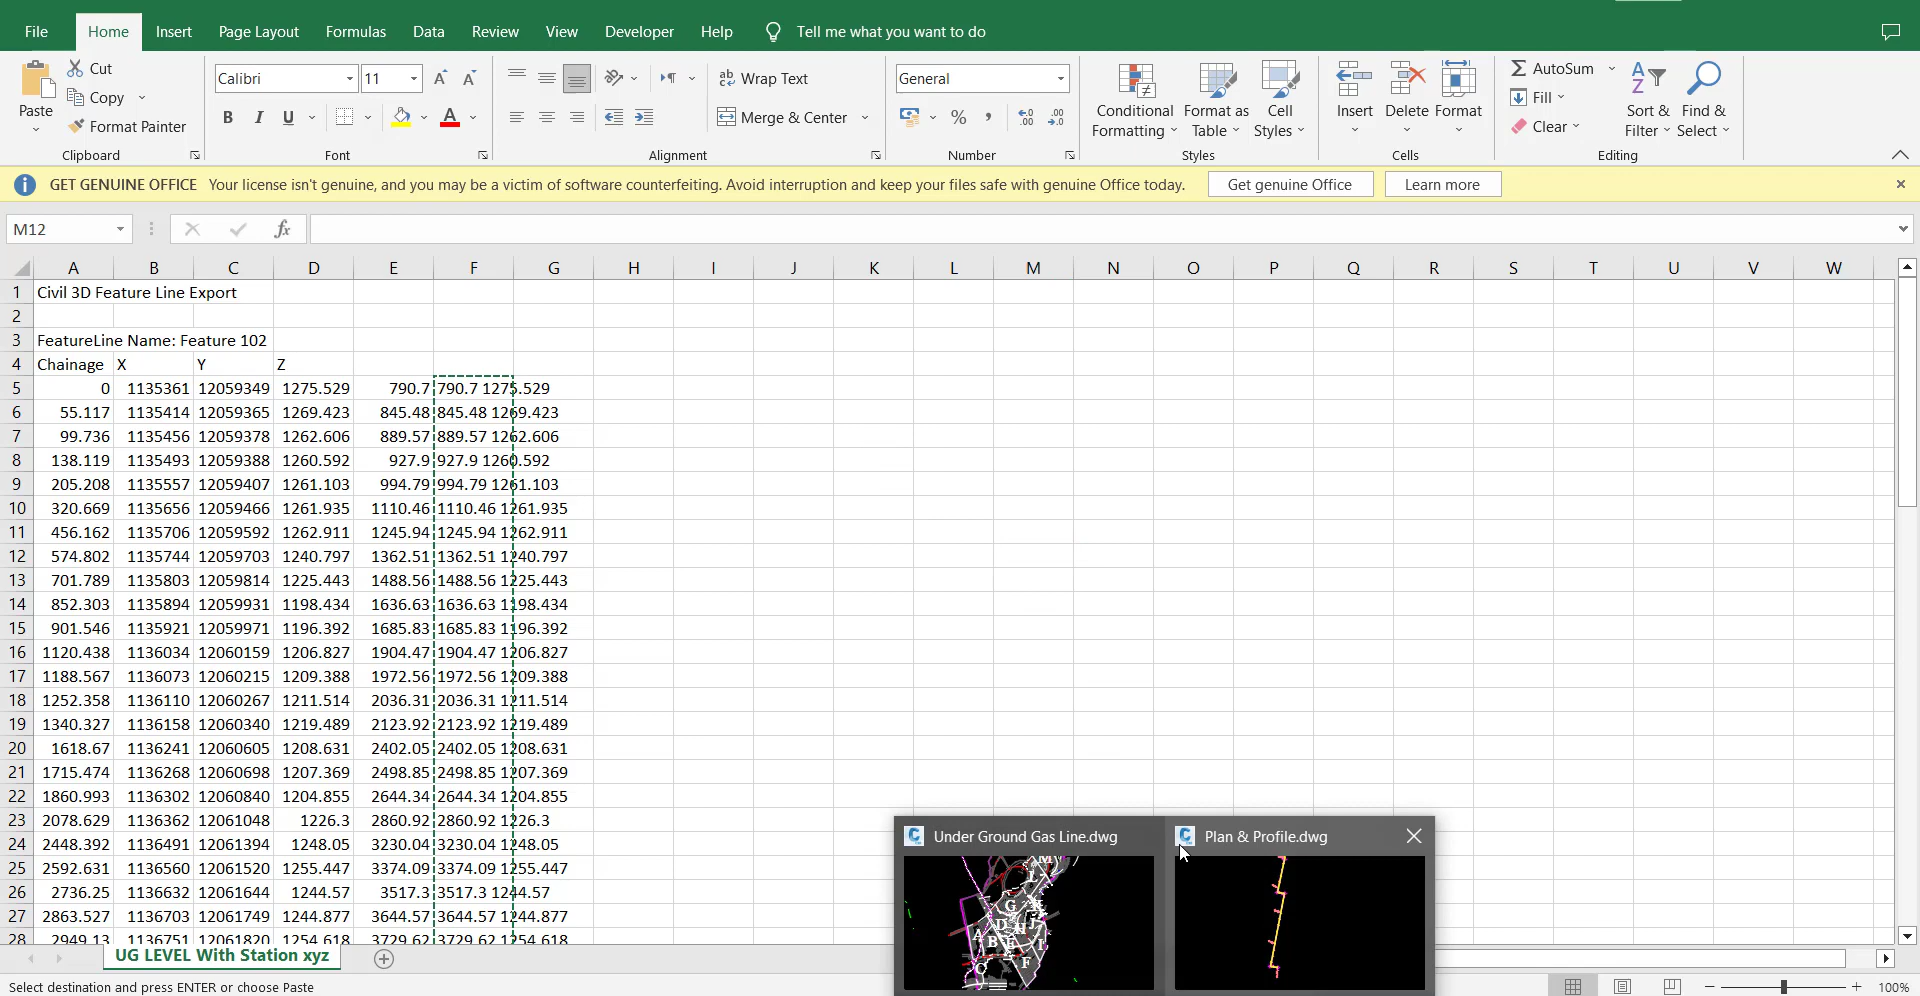 File Home Insert Page Layout Formulas Data Review View Developer Help Tell me what you want to do
Paste Cut Copy Format Painter Clipboard
Calibri 11 B I U Font
Wrap Text Merge & Center Alignment
General % Number
Conditional Formatting Format as Table Cell Styles Styles
Insert Delete Format Cells
AutoSum Fill Clear Sort & Filter Find & Select Editing
GET GENUINE OFFICE Your license isn't genuine, and you may be a victim of software counterfeiting. Avoid interruption and keep your files safe with genuine Office today. Get genuine Office Learn more
M12 fx
A B C D E F G H I J K L M N O P Q R S T U V W
1 Civil 3D Feature Line Export
2
3 FeatureLine Name: Feature 102
4 Chainage X Y Z
5 0 1135361 12059349 1275.529 790.7 790.7 1275.529
6 55.117 1135414 12059365 1269.423 845.48 845.48 1269.423
7 99.736 1135456 12059378 1262.606 889.57 889.57 1262.606
8 138.119 1135493 12059388 1260.592 927.9 927.9 1260.592
9 205.208 1135557 12059407 1261.103 994.79 994.79 1261.103
10 320.669 1135656 12059466 1261.935 1110.46 1110.46 1261.935
11 456.162 1135706 12059592 1262.911 1245.94 1245.94 1262.911
12 574.802 1135744 12059703 1240.797 1362.51 1362.51 1240.797
13 701.789 1135803 12059814 1225.443 1488.56 1488.56 1225.443
14 852.303 1135894 12059931 1198.434 1636.63 1636.63 1198.434
15 901.546 1135921 12059971 1196.392 1685.83 1685.83 1196.392
16 1120.438 1136034 12060159 1206.827 1904.47 1904.47 1206.827
17 1188.567 1136073 12060215 1209.388 1972.56 1972.56 1209.388
18 1252.358 1136110 12060267 1211.514 2036.31 2036.31 1211.514
19 1340.327 1136158 12060340 1219.489 2123.92 2123.92 1219.489
20 1618.67 1136241 12060605 1208.631 2402.05 2402.05 1208.631
21 1715.474 1136268 12060698 1207.369 2498.85 2498.85 1207.369
22 1860.993 1136302 12060840 1204.855 2644.34 2644.34 1204.855
23 2078.629 1136362 12061048 1226.3 2860.92 2860.92 1226.3
24 2448.392 1136491 12061394 1248.05 3230.04 3230.04 1248.05
25 2592.631 1136560 12061520 1255.447 3374.09 3374.09 1255.447
26 2736.25 1136632 12061644 1244.57 3517.3 3517.3 1244.57
27 2863.527 1136703 12061749 1244.877 3644.57 3644.57 1244.877
28 2949.13 1136751 12061820 1254.618 3729.62 3729.62 1254.618
Under Ground Gas Line.dwg Plan & Profile.dwg
M
L
G
D
A B
F
C
UG LEVEL With Station xyz
Select destination and press ENTER or choose Paste 100%